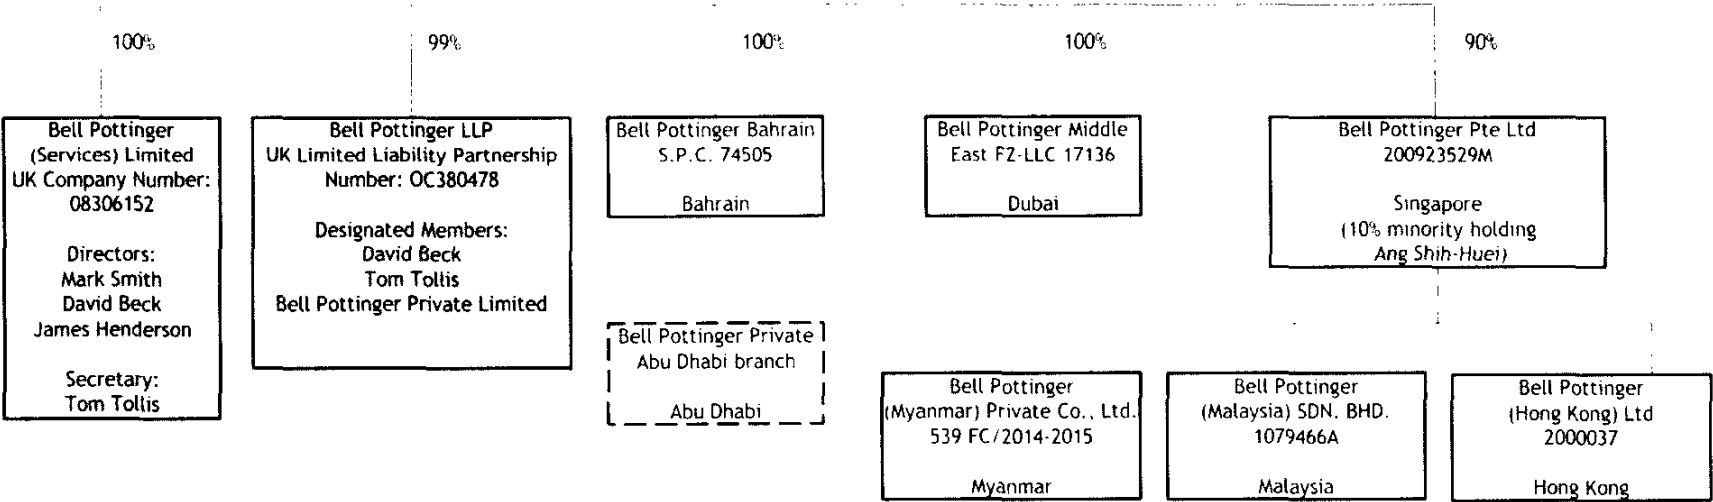 100%
99%
100%
100%
90%
Bell Pottinger
(Services) Limited
UK Company Number:
08306152
Directors:
Mark Smith
David Beck
James Henderson
Secretary:
Tom Tollis
Bell Pottinger LLP
UK Limited Liability Partnership
Number: OC380478
Designated Members:
David Beck
Tom Tollis
Bell Pottinger Private Limited
Bell Pottinger Bahrain
S.P.C. 74505
Bahrain
Bell Pottinger Private
Abu Dhabi branch
Abu Dhabi
Bell Pottinger Middle
East FZ-LLC 17136
Dubai
Bell Pottinger Pte Ltd
200923529M
Singapore
(10% minority holding
Ang Shih-Huei)
Bell Pottinger
(Myanmar) Private Co., Ltd.
539 FC/2014-2015
Myanmar
Bell Pottinger
(Malaysia) SDN. BHD.
1079466A
Malaysia
Bell Pottinger
(Hong Kong) Ltd
2000037
Hong Kong